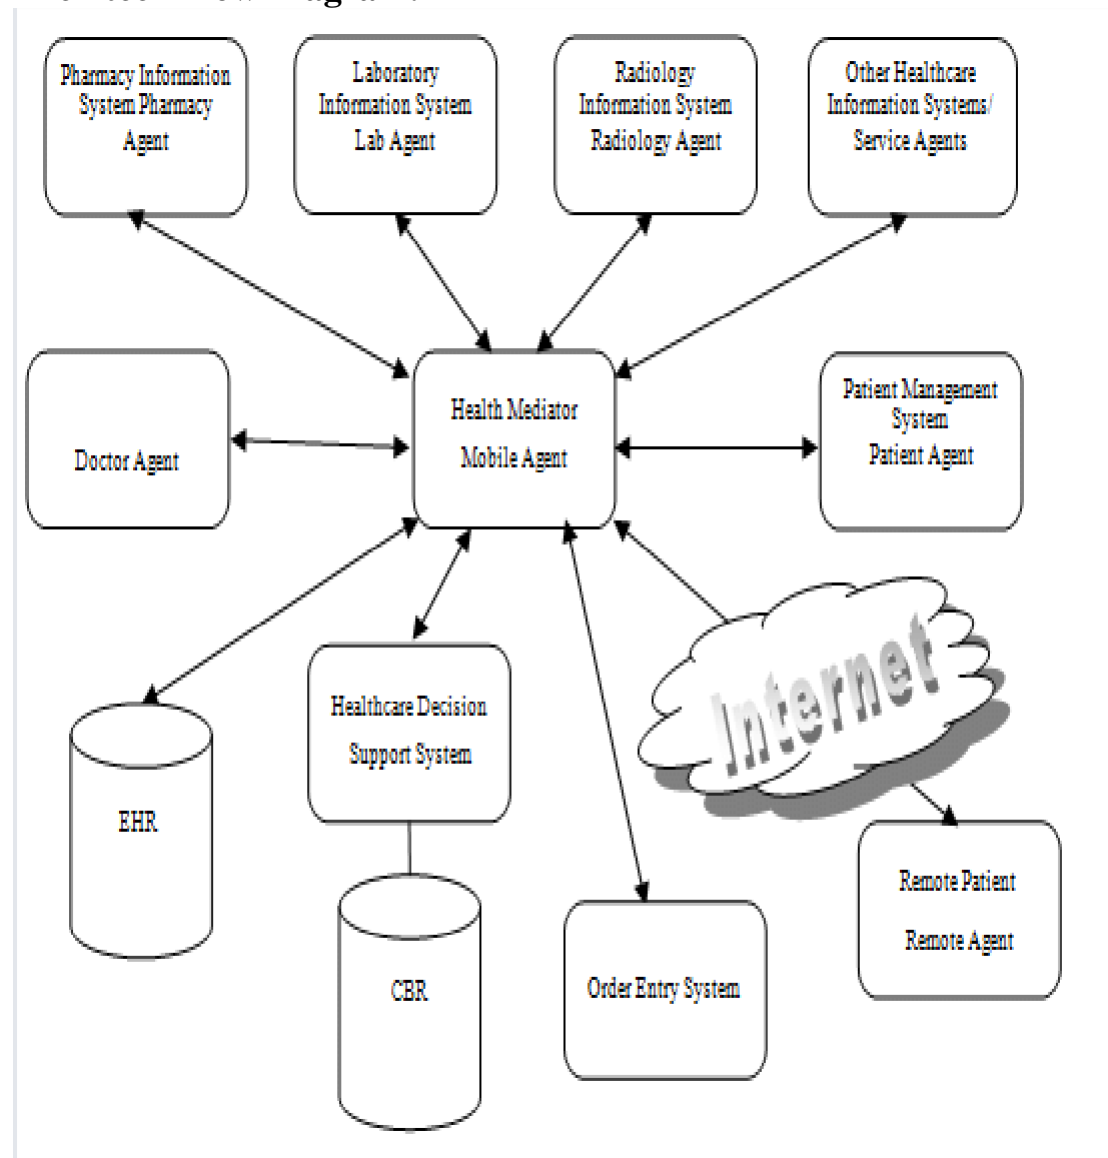 Pharmacy Information
System Pharmacy
Agent
Laboratory
Information System
Lab Agent
Radiology
Information System
Radiology Agent
Other Healthcare
Information Systems/
Service Agents
Doctor Agent
Health Mediator
Mobile Agent
Patient Management
System
Patient Agent
EHR
Healthcare Decision
Support System
Internet
CBR
Order Entry System
Remote Patient
Remote Agent